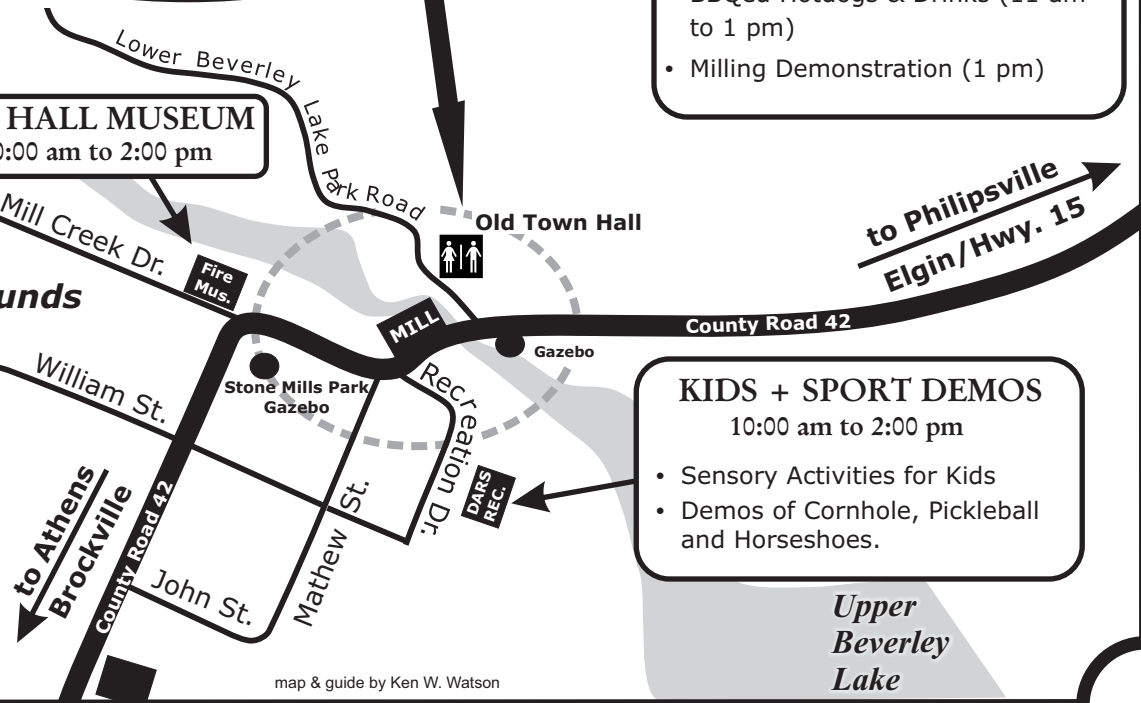 BBQed Hotdogs & Drinks (11 am
to 1 pm)
• Milling Demonstration (1 pm)
Lower Beverley Lake Park Road
HALL MUSEUM
0:00 am to 2:00 pm
to Philipsville
Elgin/Hwy. 15
Mill Creek Dr.
Fire
Mus.
Old Town Hall
unds
MILL
County Road 42
Gazebo
William St.
Stone Mills Park
Gazebo
Recreation Dr.
KIDS + SPORT DEMOS
10:00 am to 2:00 pm
• Sensory Activities for Kids
• Demos of Cornhole, Pickleball
and Horseshoes.
DARS
REC.
to Athens
Brockville
County Road 42
Mathew St.
John St.
Upper
Beverley
Lake
map & guide by Ken W. Watson